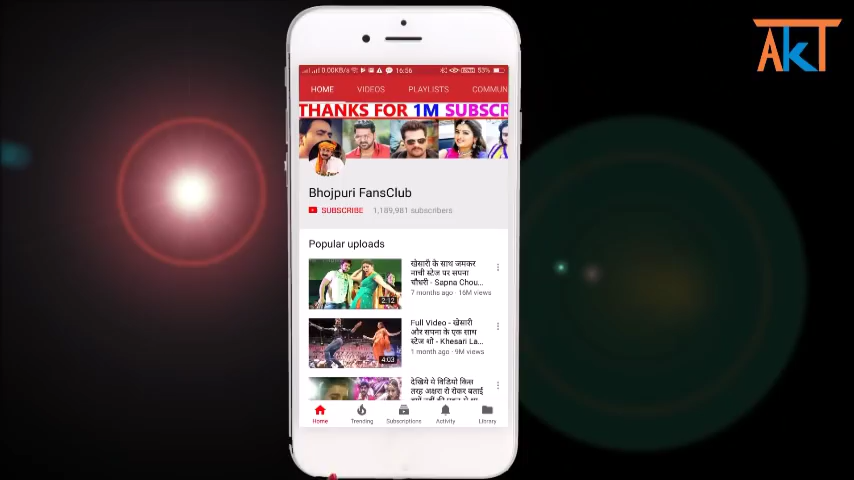 AKT
0.00KB/s 16:56 53%
HOME VIDEOS PLAYLISTS COMMUN
THANKS FOR 1M SUBSCR
Bhojpuri FansClub
SUBSCRIBE 1,189,981 subscribers
Popular uploads
खेसारी के साथ जमकर
नाची स्टेज पर सपना
चौधरी - Sapna Chou...
7 months ago · 16M views
2:12
Full Video - खेसारी
और सपना के एक साथ
स्टेज शो - Khesari La...
1 month ago · 9M views
4:03
देखिये ये विडियो किस
तरह अक्षरा रो रोकर बताई
Home Trending Subscriptions Activity Library